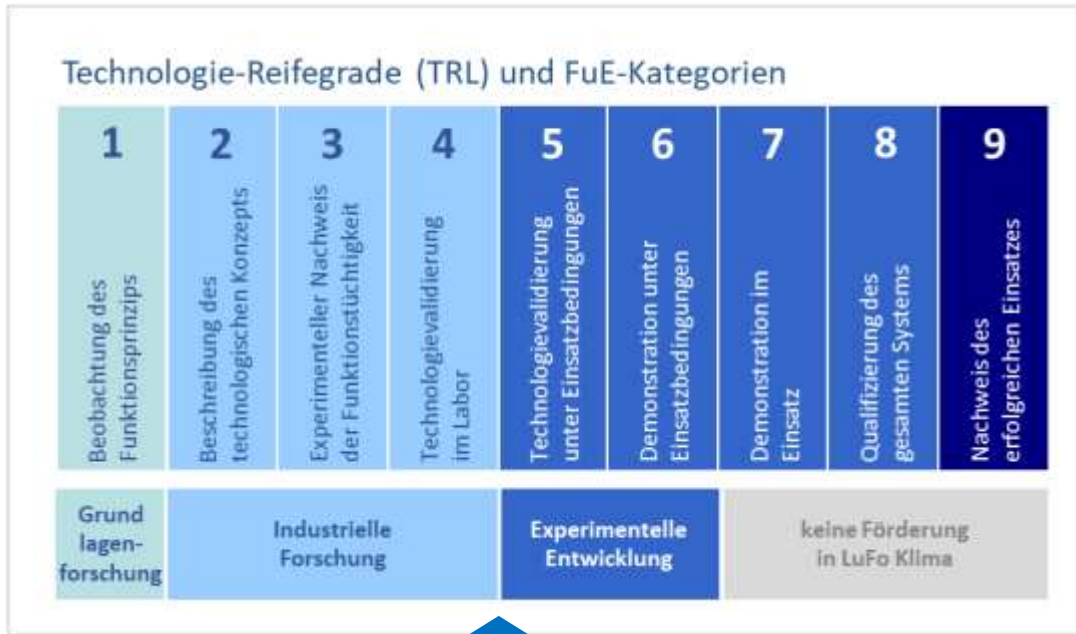 Technologie-Reifegrade (TRL) und FuE-Kategorien
1
Beobachtung des
Funktionsprinzips
2
Beschreibung des
technologischen Konzepts
3
Experimenteller Nachweis
der Funktionstüchtigkeit
4
Technologievalidierung
im Labor
5
Technologievalidierung
unter Einsatzbedingungen
6
Demonstration unter
Einsatzbedingungen
7
Demonstration im
Einsatz
8
Qualifizierung des
gesamten Systems
9
Nachweis des
erfolgreichen Einsatzes
Grund
lagen-
forschung
Industrielle
Forschung
Experimentelle
Entwicklung
keine Förderung
in LuFo Klima